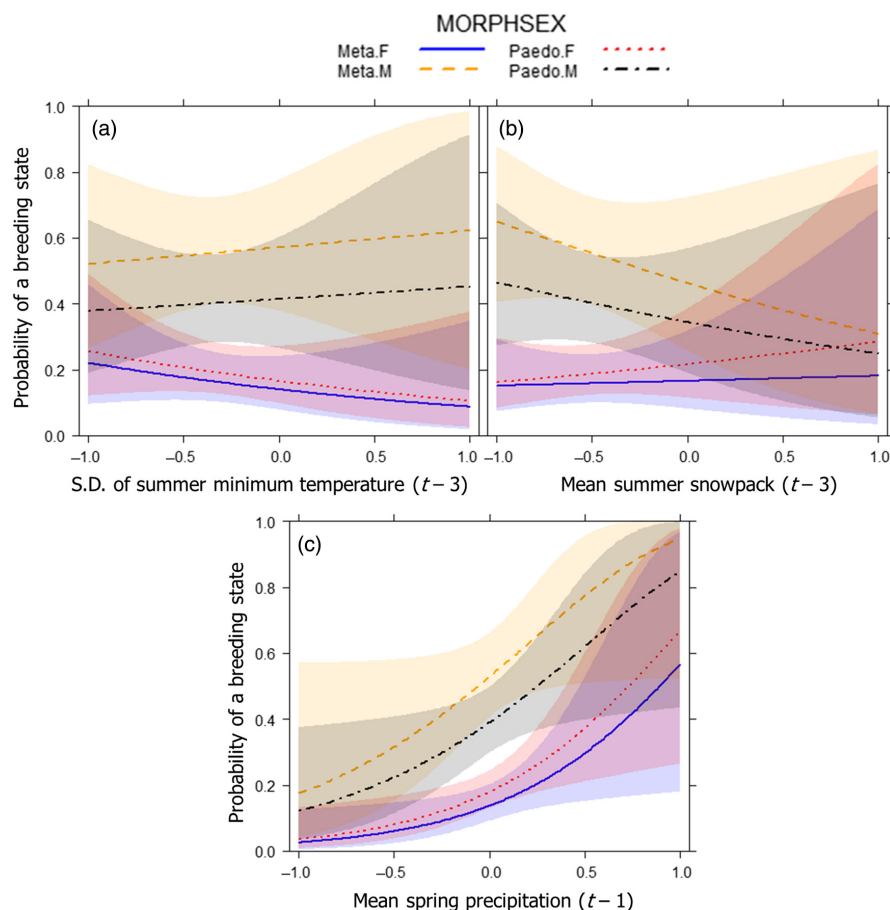 MORPHSEX
Meta.F Paedo.F
Meta.M Paedo.M
(a) (b)
1.0
0.8
0.6
0.4
0.2
0.0
Probability of a breeding state
–1.0 –0.5 0.0 0.5 1.0 –1.0 –0.5 0.0 0.5 1.0
S.D. of summer minimum temperature (t – 3) Mean summer snowpack (t – 3)
(c)
1.0
0.8
0.6
0.4
0.2
0.0
Probability of a breeding state
–1.0 –0.5 0.0 0.5 1.0
Mean spring precipitation (t – 1)